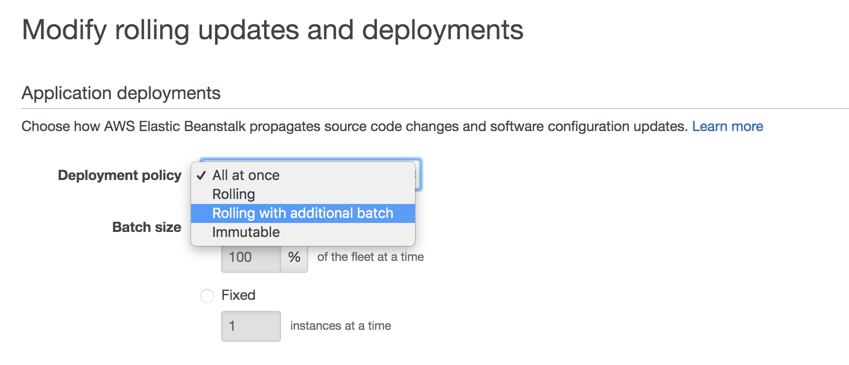 Modify rolling updates and deployments
Application deployments
Choose how AWS Elastic Beanstalk propagates source code changes and software configuration updates. Learn more
Deployment policy
✓ All at once
Rolling
Rolling with additional batch
Immutable
Batch size
100 % of the fleet at a time
Fixed
1 instances at a time